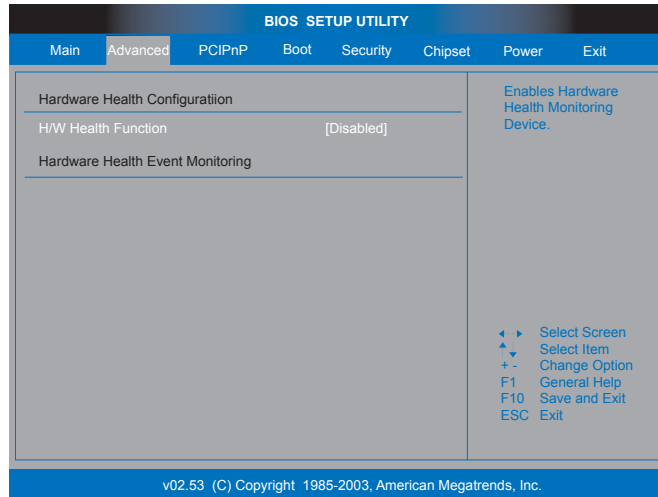 BIOS SETUP UTILITY
Main Advanced PCIPnP Boot Security Chipset Power Exit
Hardware Health Configuratiion
H/W Health Function [Disabled]
Hardware Health Event Monitoring
Enables Hardware
Health Monitoring
Device.
Select Screen
Select Item
+ - Change Option
F1 General Help
F10 Save and Exit
ESC Exit
v02.53 (C) Copyright 1985-2003, American Megatrends, Inc.